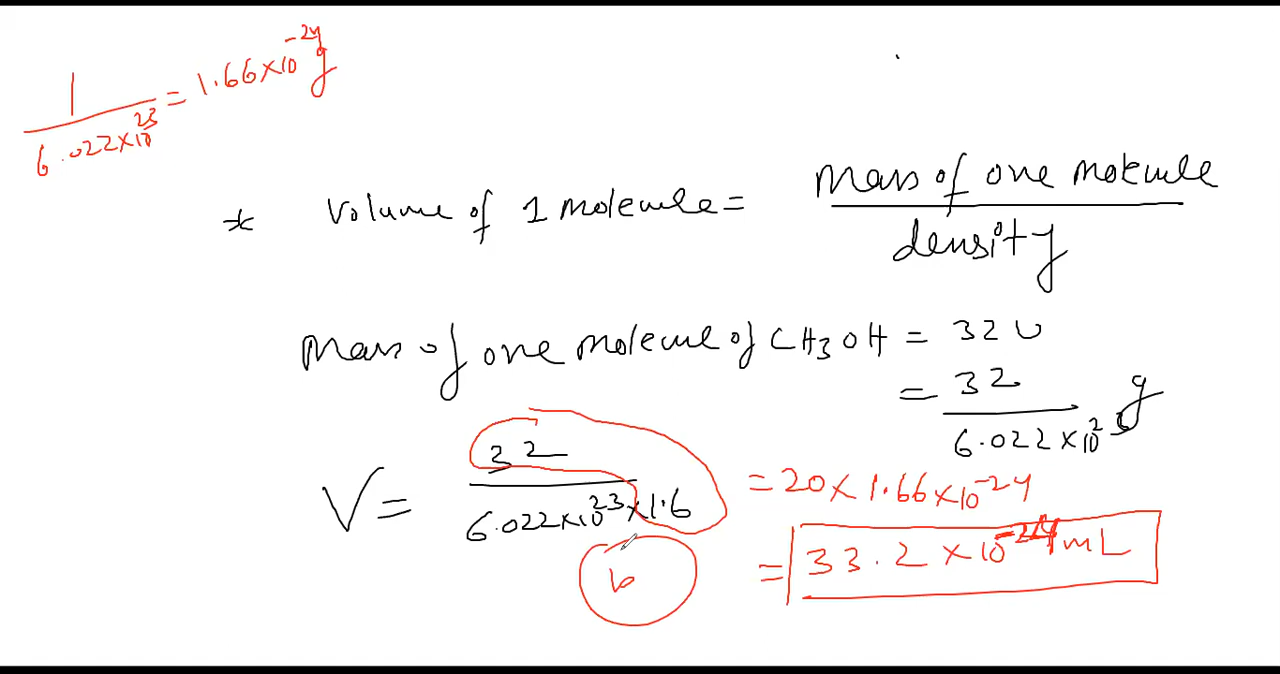 1 / 6.022×10^23 = 1.66×10^-24 g
* Volume of 1 molecule = mass of one molecule / density
Mass of one molecule of CH3OH = 32 U
= 32 / 6.022×10^23 g
V = 32 / 6.022×10^23 × 1.6
= 20 × 1.66×10^-24
= 33.2 × 10^-24 mL
b